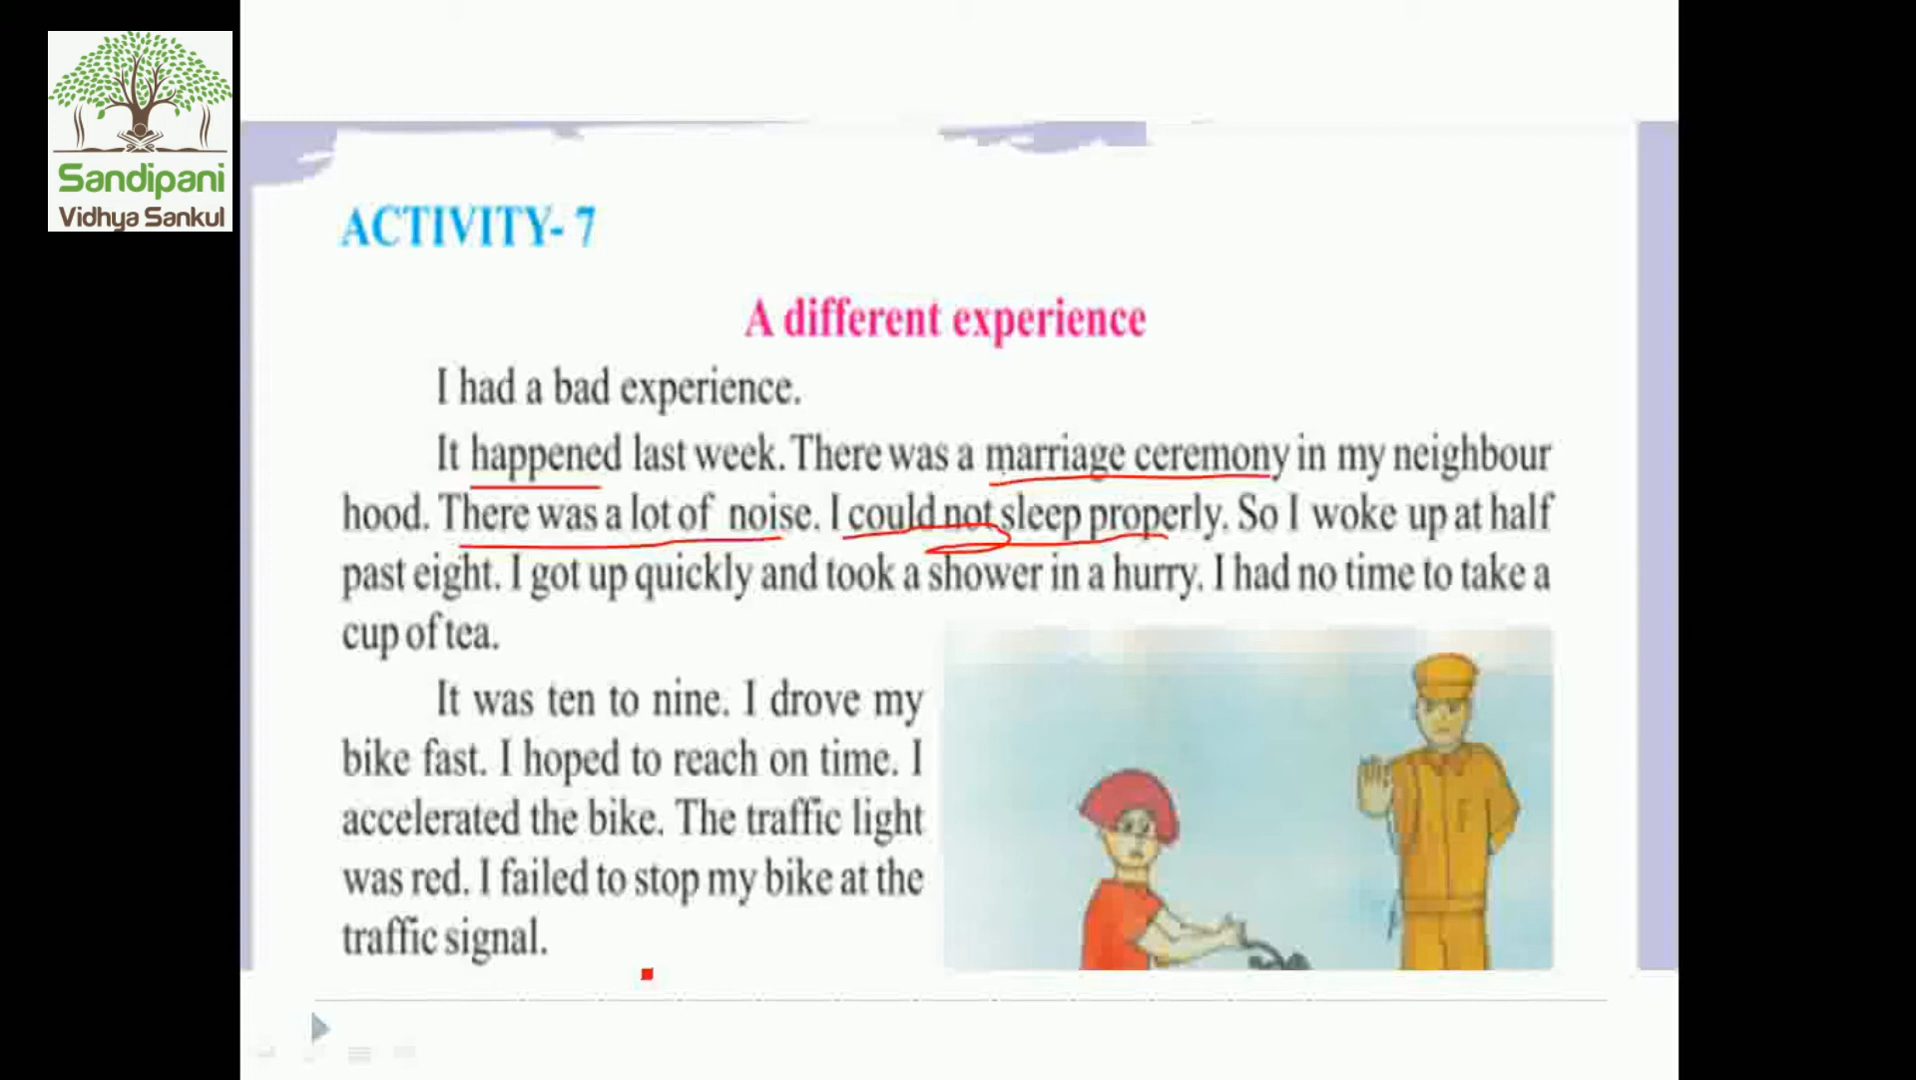 Sandipani
Vidhya Sankul
ACTIVITY- 7
A different experience
I had a bad experience.
It happened last week. There was a marriage ceremony in my neighbour
hood. There was a lot of noise. I could not sleep properly. So I woke up at half
past eight. I got up quickly and took a shower in a hurry. I had no time to take a
cup of tea.
It was ten to nine. I drove my
bike fast. I hoped to reach on time. I
accelerated the bike. The traffic light
was red. I failed to stop my bike at the
traffic signal.